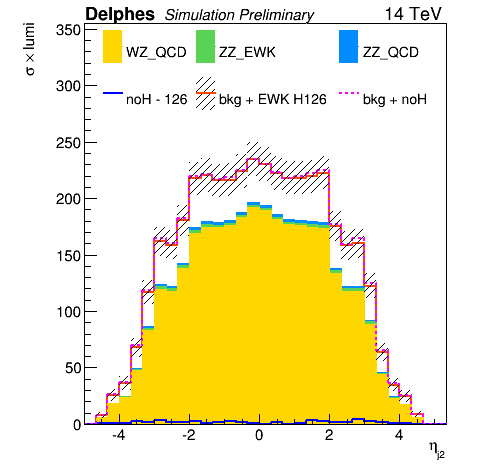 Delphes Simulation Preliminary 14 TeV
σ × lumi
350
WZ_QCD ZZ_EWK ZZ_QCD
300
noH - 126 bkg + EWK H126 bkg + noH
250
200
150
100
50
0
-4 -2 0 2 4
η j2